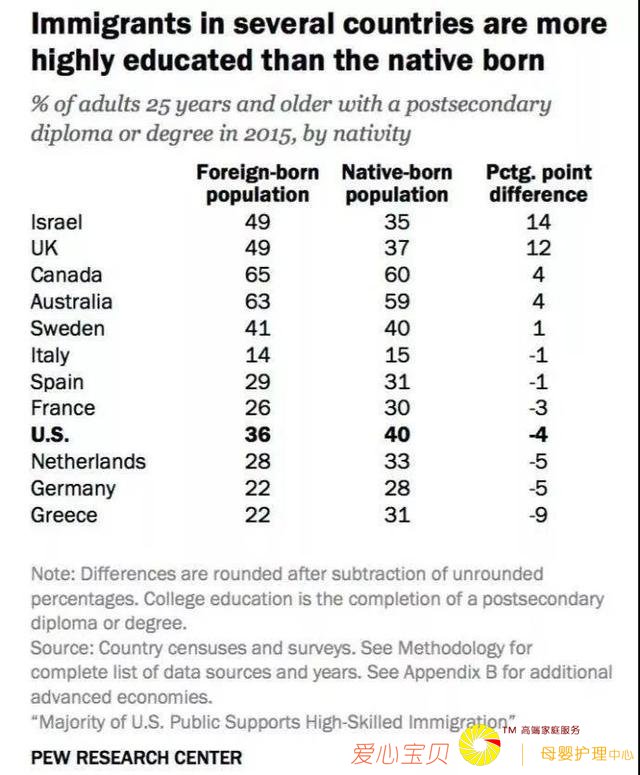 Immigrants in several countries are more
highly educated than the native born
% of adults 25 years and older with a postsecondary
diploma or degree in 2015, by nativity
Foreign-born population Native-born population Pctg. point difference
Israel 49 35 14
UK 49 37 12
Canada 65 60 4
Australia 63 59 4
Sweden 41 40 1
Italy 14 15 -1
Spain 29 31 -1
France 26 30 -3
U.S. 36 40 -4
Netherlands 28 33 -5
Germany 22 28 -5
Greece 22 31 -9
Note: Differences are rounded after subtraction of unrounded
percentages. College education is the completion of a postsecondary
diploma or degree.
Source: Country censuses and surveys. See Methodology for
complete list of data sources and years. See Appendix B for additional
advanced economies.
“Majority of U.S. Public Supports High-Skilled Immigration”
PEW RESEARCH CENTER
爱心宝贝 TM 高端家庭服务 | 母婴护理中心